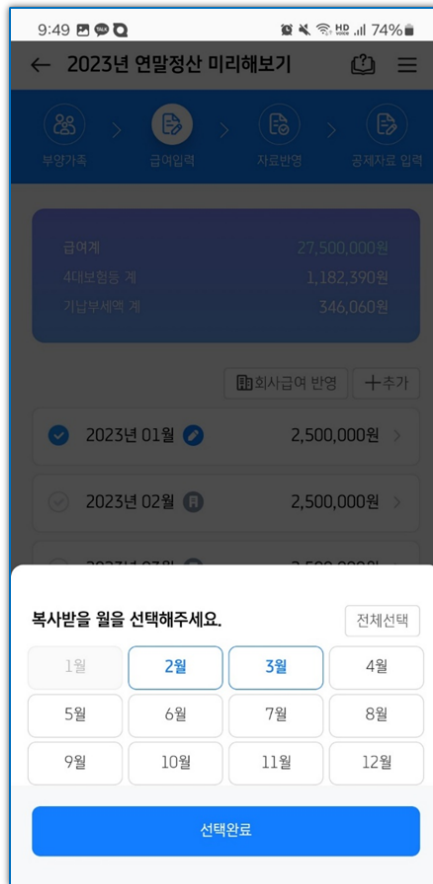 9:49 74%
2023년 연말정산 미리해보기
부양가족 급여입력 자료반영 공제자료 입력
급여계 27,500,000원
4대보험등 계 1,182,390원
기납부세액 계 346,060원
회사급여 반영 +추가
2023년 01월 2,500,000원
2023년 02월 2,500,000원
복사받을 월을 선택해주세요. 전체선택
1월 2월 3월 4월
5월 6월 7월 8월
9월 10월 11월 12월
선택완료